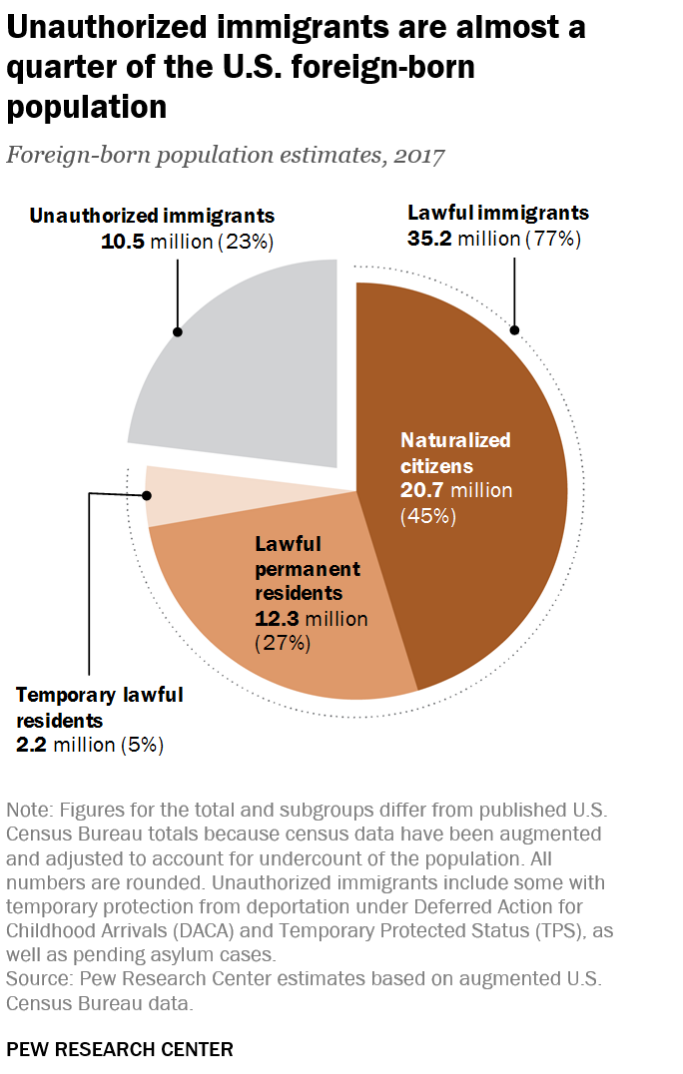 Unauthorized immigrants are almost a
quarter of the U.S. foreign-born
population
Foreign-born population estimates, 2017
Unauthorized immigrants
10.5 million (23%)
Lawful immigrants
35.2 million (77%)
Naturalized
citizens
20.7 million
(45%)
Lawful
permanent
residents
12.3 million
(27%)
Temporary lawful
residents
2.2 million (5%)
Note: Figures for the total and subgroups differ from published U.S.
Census Bureau totals because census data have been augmented
and adjusted to account for undercount of the population. All
numbers are rounded. Unauthorized immigrants include some with
temporary protection from deportation under Deferred Action for
Childhood Arrivals (DACA) and Temporary Protected Status (TPS), as
well as pending asylum cases.
Source: Pew Research Center estimates based on augmented U.S.
Census Bureau data.
PEW RESEARCH CENTER